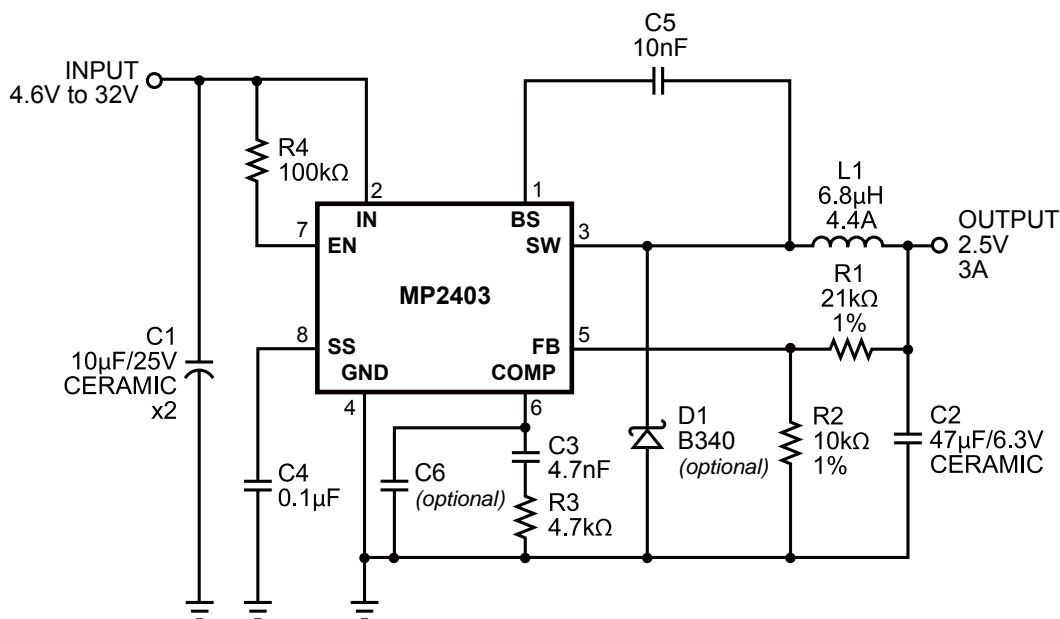 C5
10nF
INPUT
4.6V to 32V
R4
100kΩ
2
1
L1
6.8µH
4.4A
OUTPUT
2.5V
3A
IN
BS
7
EN
SW
3
MP2403
R1
21kΩ
1%
8
SS
FB
5
GND
COMP
4
6
C1
10µF/25V
CERAMIC
x2
C4
0.1µF
C6
(optional)
C3
4.7nF
R3
4.7kΩ
D1
B340
(optional)
R2
10kΩ
1%
C2
47µF/6.3V
CERAMIC